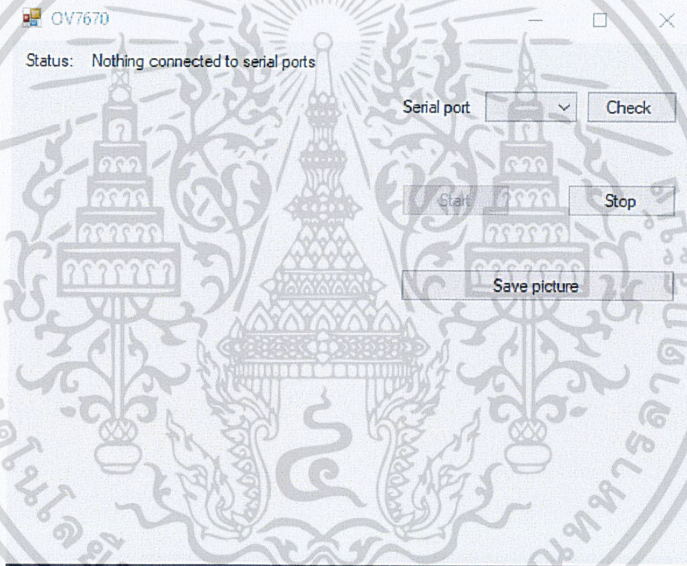 OV7670
Status: Nothing connected to serial ports
Serial port
Check
Start
Stop
Save picture